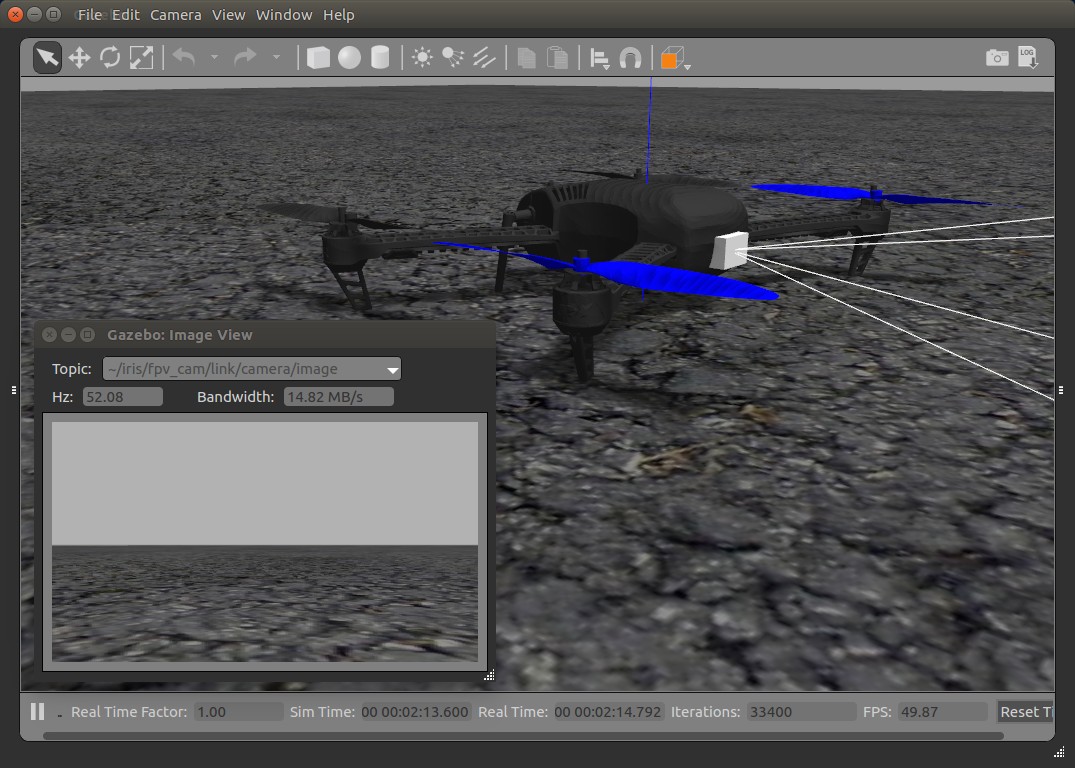 File Edit Camera View Window Help
LOG
Gazebo: Image View
Topic: ~/iris/fpv_cam/link/camera/image
Hz: 52.08 Bandwidth: 14.82 MB/s
Real Time Factor: 1.00 Sim Time: 00 00:02:13.600 Real Time: 00 00:02:14.792 Iterations: 33400 FPS: 49.87 Reset Ti